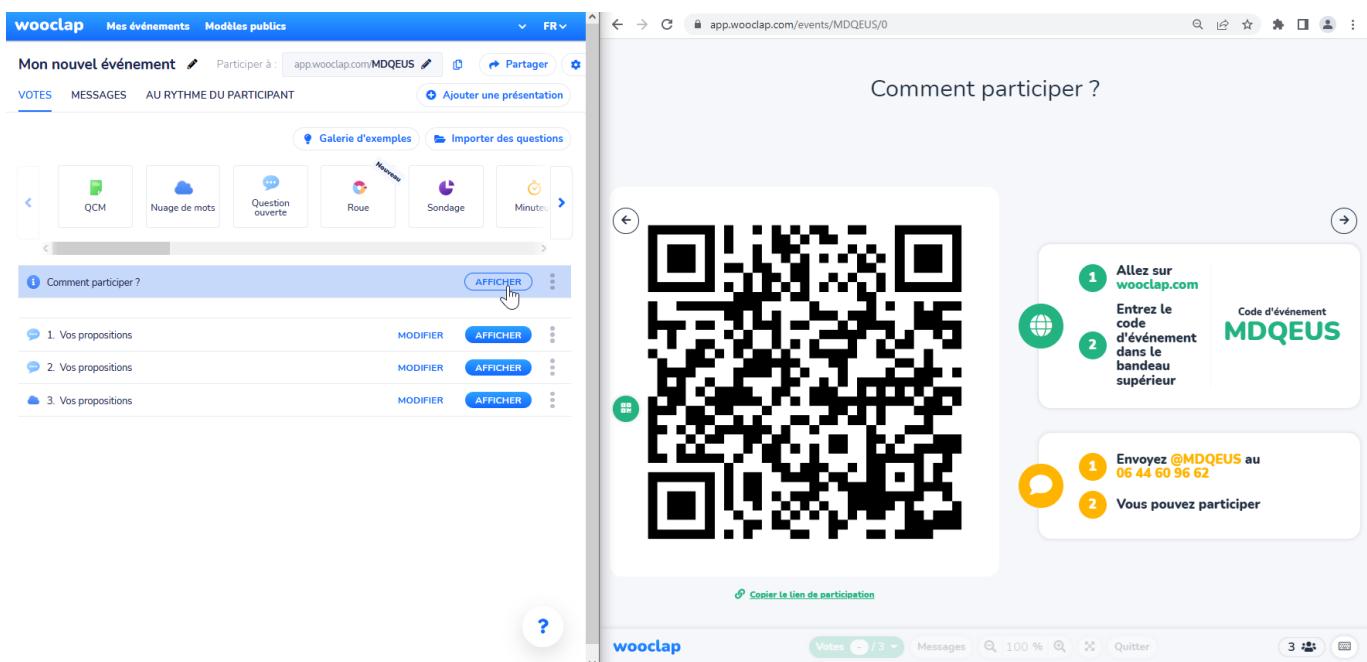 wooclap Mes événements Modèles publics FR
Mon nouvel événement Participer à : app.wooclap.com/MDQEUS Partager
VOTES MESSAGES AU RYTHME DU PARTICIPANT Ajouter une présentation
Galerie d'exemples Importer des questions
Nouveau
QCM Nuage de mots Question ouverte Roue Sondage Minuteu
Comment participer ? AFFICHER
1. Vos propositions MODIFIER AFFICHER
2. Vos propositions MODIFIER AFFICHER
3. Vos propositions MODIFIER AFFICHER
?
app.wooclap.com/events/MDQEUS/0
Comment participer ?
1 Allez sur
wooclap.com
2 Entrez le
code
d'événement
dans le
bandeau
supérieur
Code d'événement
MDQEUS
1 Envoyez @MDQEUS au
06 44 60 96 62
2 Vous pouvez participer
Copier le lien de participation
wooclap Votes - / 3 Messages 100 % Quitter 3